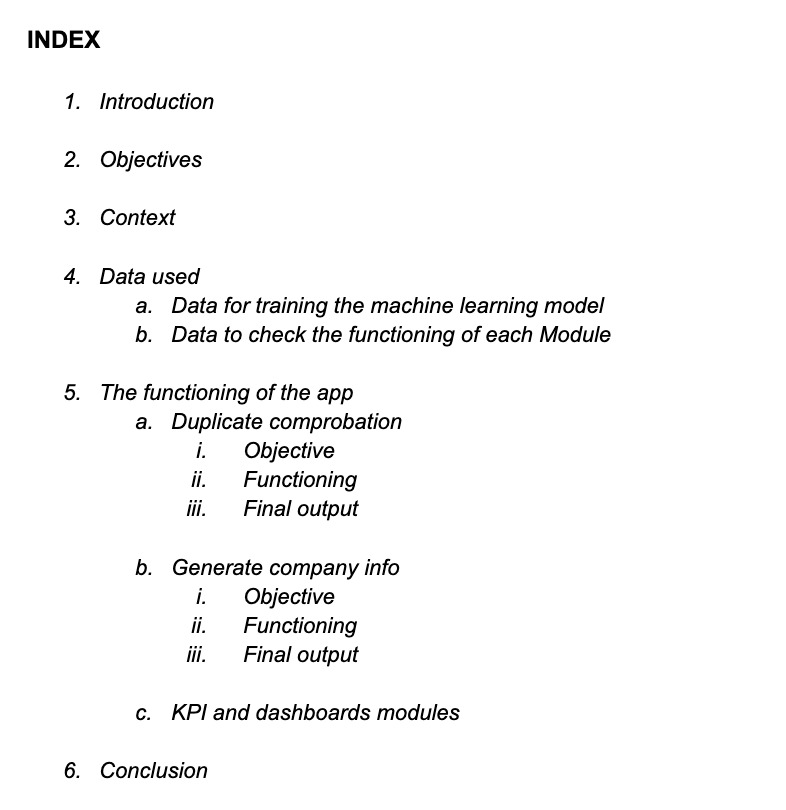 INDEX
1. Introduction
2. Objectives
3. Context
4. Data used
a. Data for training the machine learning model
b. Data to check the functioning of each Module
5. The functioning of the app
a. Duplicate comprobation
i. Objective
ii. Functioning
iii. Final output
b. Generate company info
i. Objective
ii. Functioning
iii. Final output
c. KPI and dashboards modules
6. Conclusion